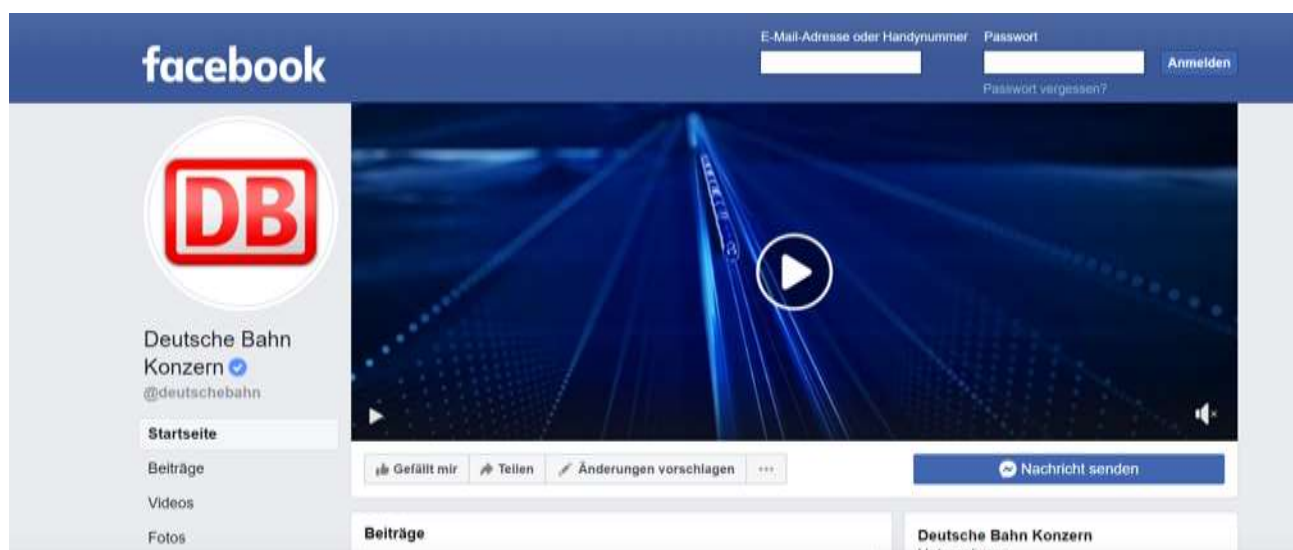 facebook
E-Mail-Adresse oder Handynummer
Passwort
Anmelden
Passwort vergessen?
DB
Deutsche Bahn
Konzern
@deutschebahn
Startseite
Beiträge
Videos
Fotos
Gefällt mir
Teilen
Änderungen vorschlagen
Nachricht senden
Beiträge
Deutsche Bahn Konzern